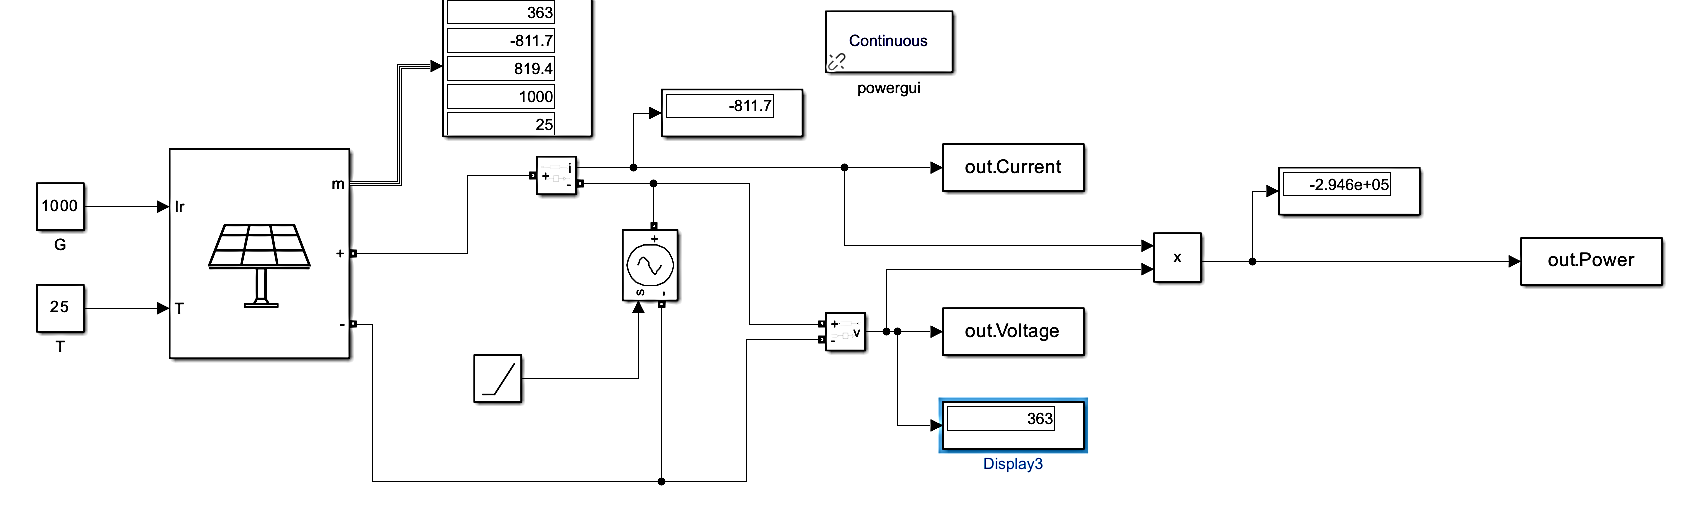 363
-811.7
819.4
1000
25
Continuous
powergui
-811.7
m
i
+
-
out.Current
-2.946e+05
1000
G
Ir
+
+
s
-
x
out.Power
25
T
T
-
+
-
v
out.Voltage
363
Display3